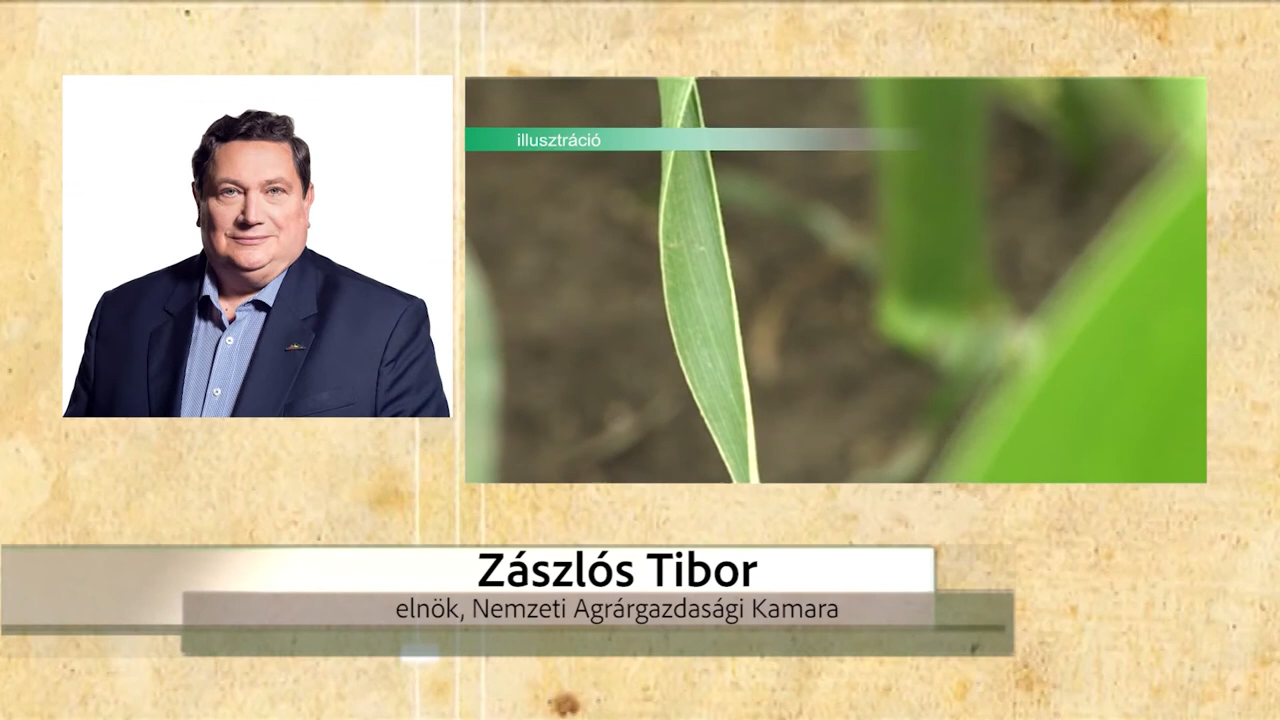 illusztráció
Zászlós Tibor
elnök, Nemzeti Agrárgazdasági Kamara